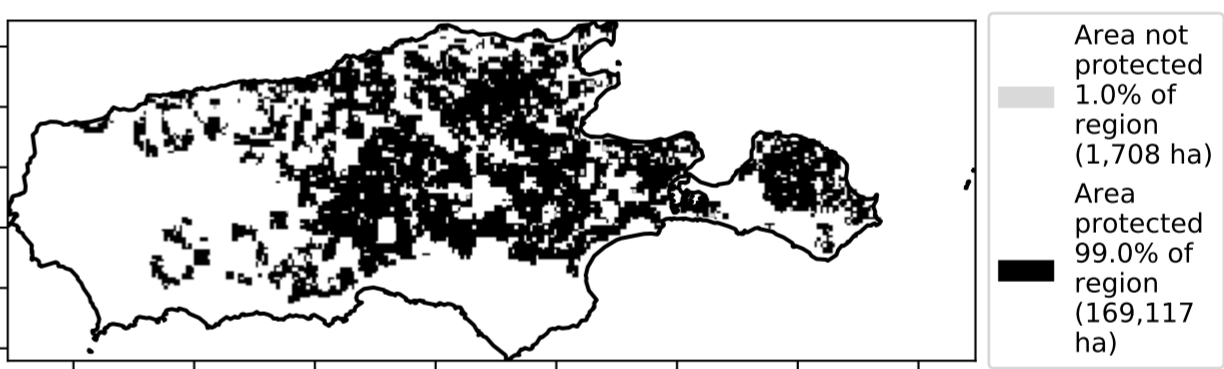 Area not
protected
1.0% of
region
(1,708 ha)
Area
protected
99.0% of
region
(169,117
ha)